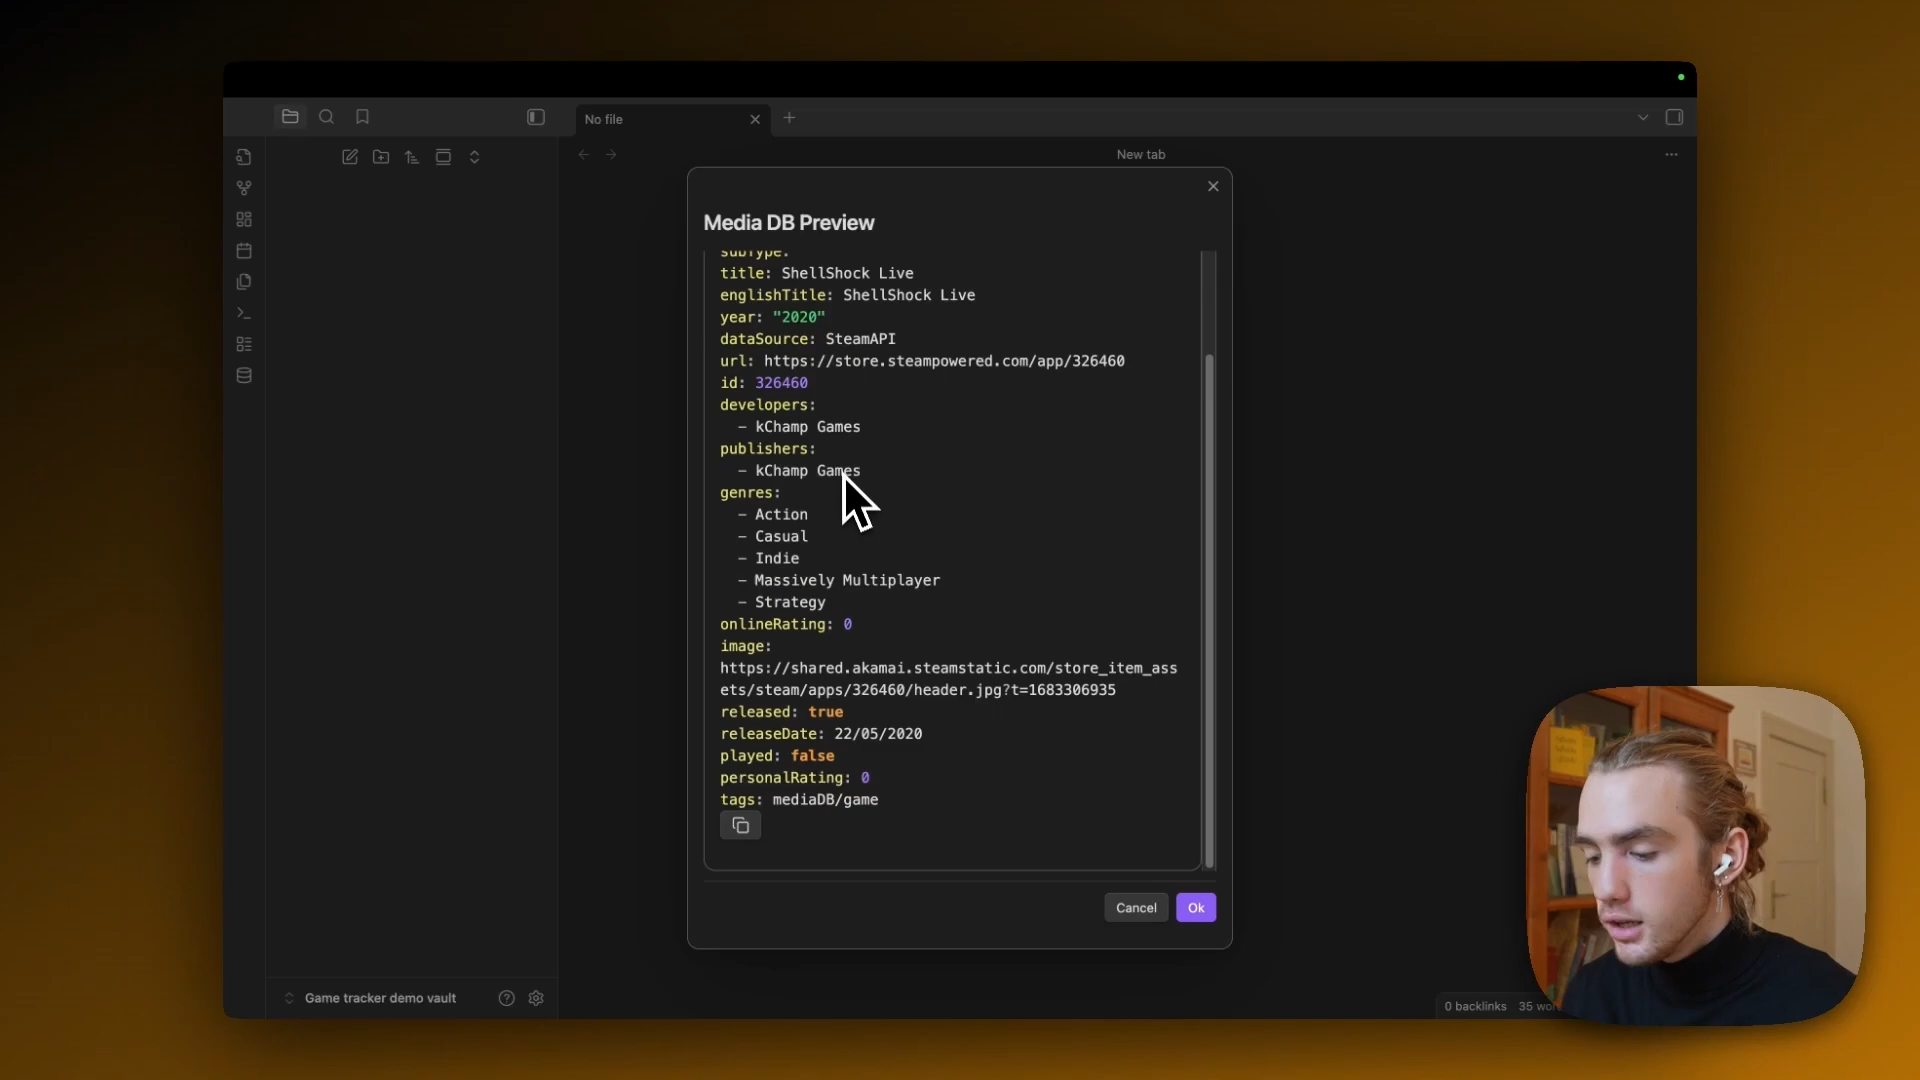 No file
New tab
Media DB Preview
subType:
title: ShellShock Live
englishTitle: ShellShock Live
year: "2020"
dataSource: SteamAPI
url: https://store.steampowered.com/app/326460
id: 326460
developers:
– kChamp Games
publishers:
– kChamp Games
genres:
– Action
– Casual
– Indie
– Massively Multiplayer
– Strategy
onlineRating: 0
image:
https://shared.akamai.steamstatic.com/store_item_ass
ets/steam/apps/326460/header.jpg?t=1683306935
released: true
releaseDate: 22/05/2020
played: false
personalRating: 0
tags: mediaDB/game
Cancel Ok
Game tracker demo vault
0 backlinks 35